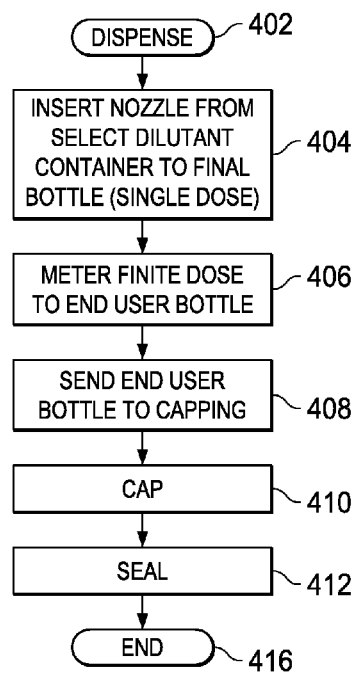 DISPENSE
402
INSERT NOZZLE FROM
SELECT DILUTANT
CONTAINER TO FINAL
BOTTLE (SINGLE DOSE)
404
METER FINITE DOSE
TO END USER BOTTLE
406
SEND END USER
BOTTLE TO CAPPING
408
CAP
410
SEAL
412
END
416